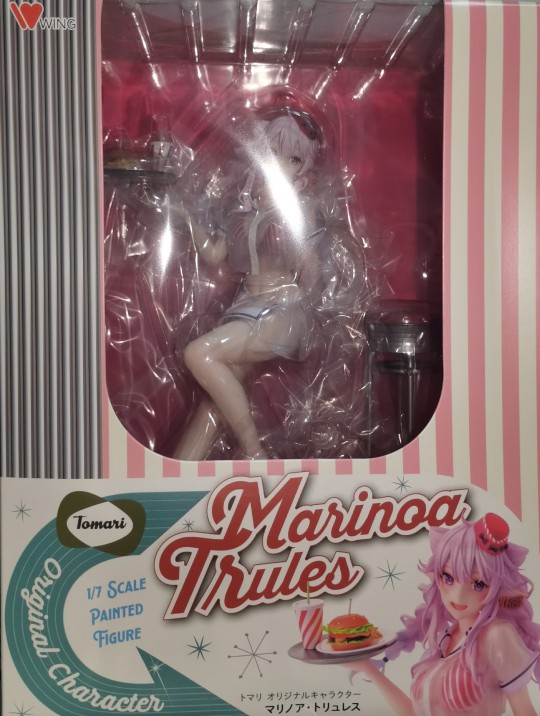 WING
Tomari
Original Character
Marinoa
Trules
1/7 SCALE
PAINTED
FIGURE
トマリ オリジナルキャラクター
マリノア・トリュレス